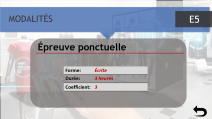 MODALITÉS
E5
Épreuve ponctuelle
Forme: Écrite
Durée: 3 heures
Coefficient: 3